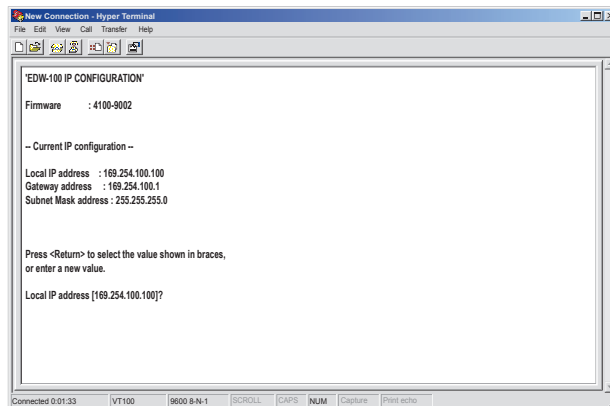 New Connection - Hyper Terminal
File Edit View Call Transfer Help
'EDW-100 IP CONFIGURATION'
Firmware : 4100-9002
-- Current IP configuration --
Local IP address : 169.254.100.100
Gateway address : 169.254.100.1
Subnet Mask address : 255.255.255.0
Press <Return> to select the value shown in braces,
or enter a new value.
Local IP address [169.254.100.100]?
Connected 0:01:33 VT100 9600 8-N-1 SCROLL CAPS NUM Capture Print echo